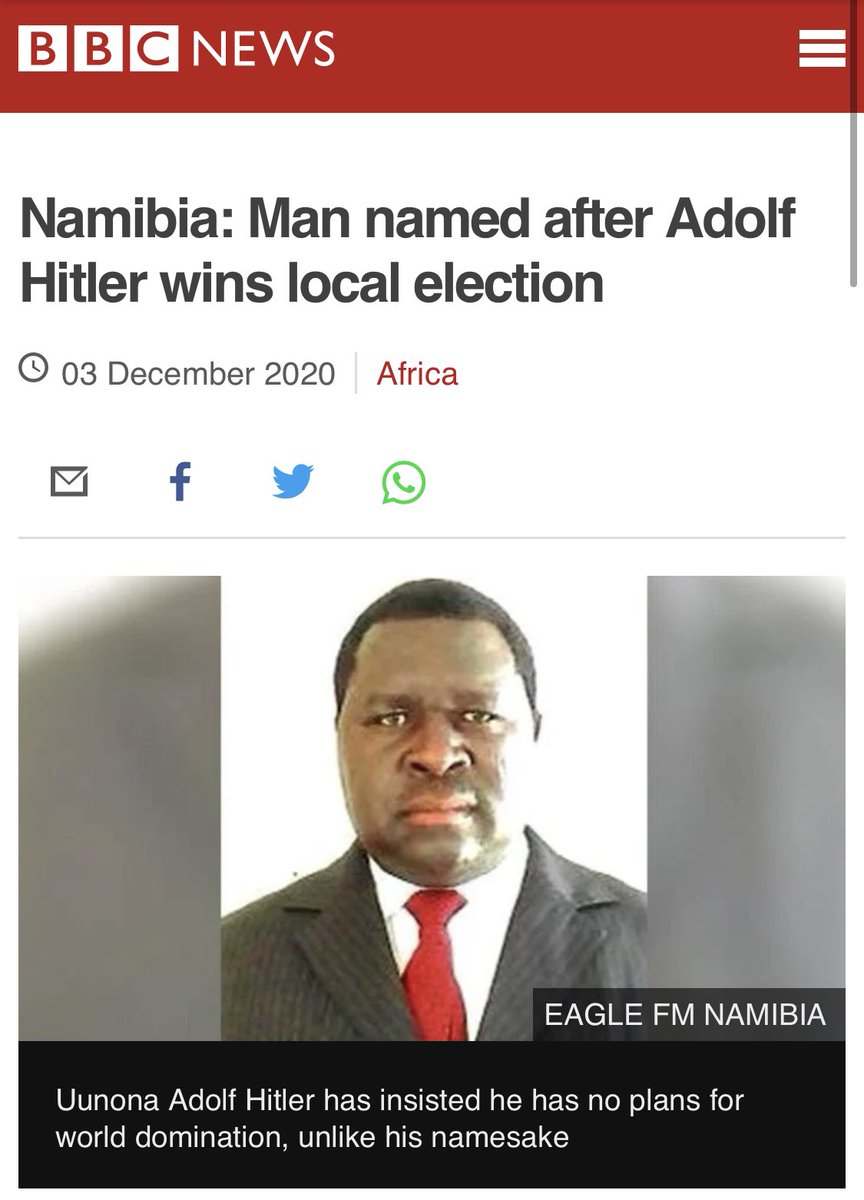 BBC NEWS
Namibia: Man named after Adolf
Hitler wins local election
03 December 2020 Africa
EAGLE FM NAMIBIA
Uunona Adolf Hitler has insisted he has no plans for
world domination, unlike his namesake